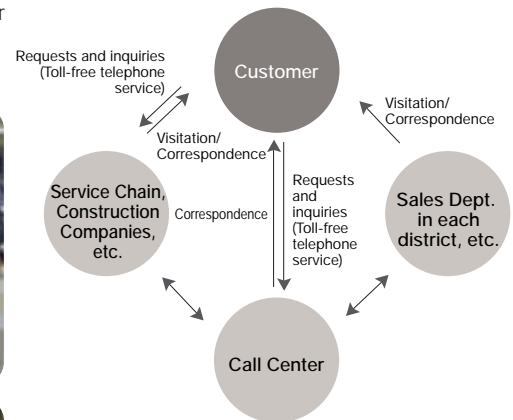 r
Requests and inquiries
(Toll-free telephone
service)
Customer
Visitation/
Correspondence
Visitation/
Correspondence
Service Chain,
Construction
Companies,
etc.
Correspondence
Requests
and
inquiries
(Toll-free
telephone
service)
Sales Dept.
in each
district, etc.
Call Center